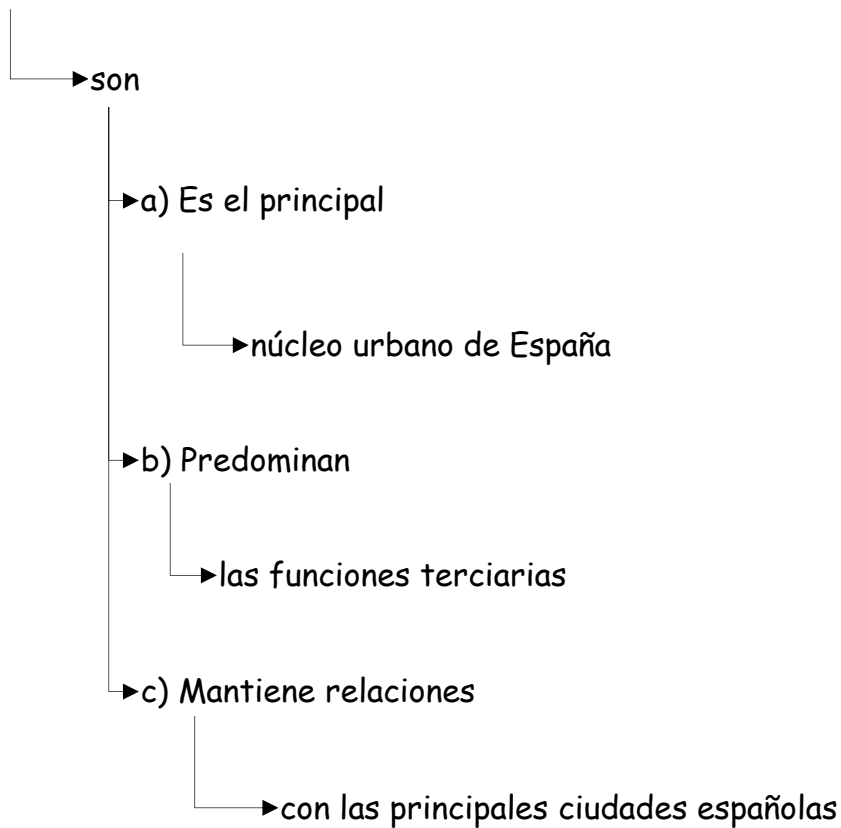 son
a) Es el principal
núcleo urbano de España
b) Predominan
las funciones terciarias
c) Mantiene relaciones
con las principales ciudades españolas